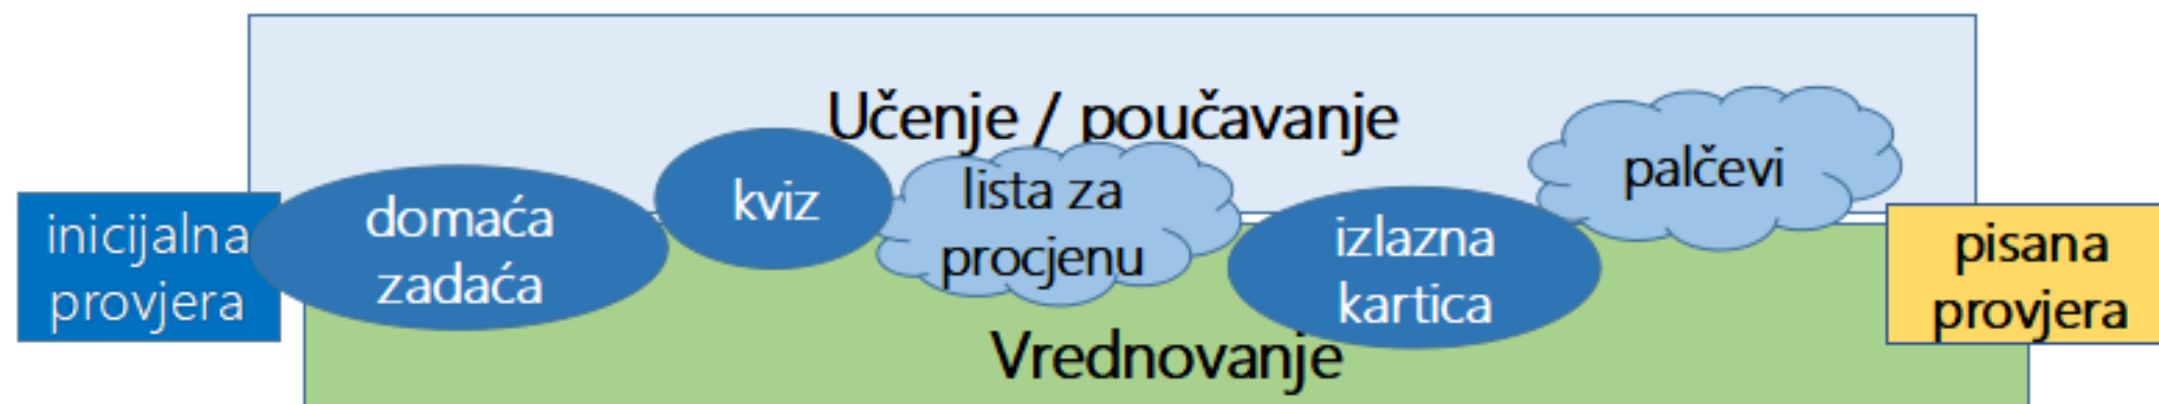 Učenje / poučavanje
inicijalna
provjera
domaća
zadaća
kviz
lista za
procjenu
izlazna
kartica
palčevi
pisana
provjera
Vrednovanje